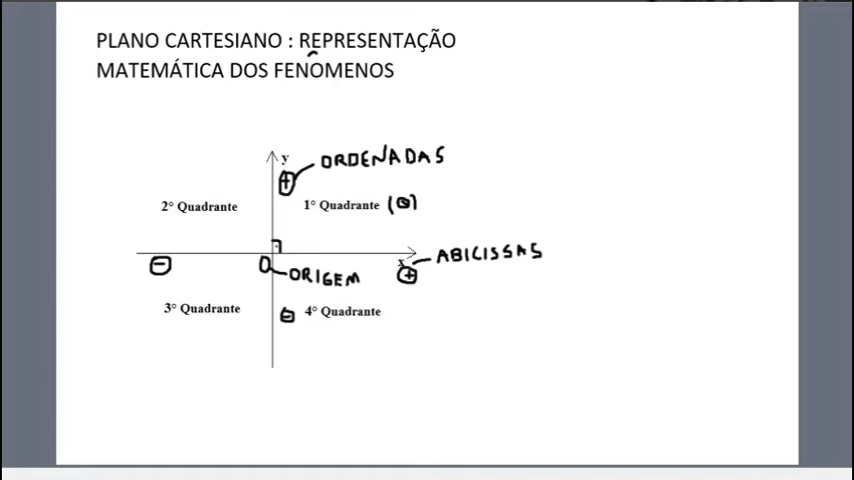 PLANO CARTESIANO : REPRESENTAÇÃO
MATEMÁTICA DOS FENÔMENOS
y
ORDENADAS
+
2° Quadrante
1° Quadrante
ABICISSAS
x
−
0
ORIGEM
+
3° Quadrante
−
4° Quadrante